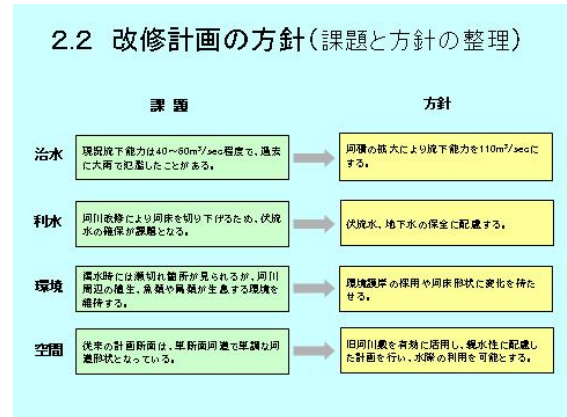 2.2 改修計画の方針(課題と方針の整理)
課 題
方針
治水
現況流下能力は40～60m³/sec程度で、過去
に大雨で氾濫したことがある。
河積の拡大により流下能力を110m³/secに
する。
利水
河川改修により河床を切り下げるため、伏流
水の確保が課題となる。
伏流水、地下水の保全に配慮する。
環境
渇水時には瀬切れ箇所が見られるが、河川
周辺の植生、魚類や鳥類が生息する環境を
維持する。
環境護岸の採用や河床形状に変化を持た
せる。
空間
従来の計画断面は、単断面河道で単調な河
道形状となっている。
旧河川敷を有効に活用し、親水性に配慮し
た計画を行い、水際の利用を可能とする。